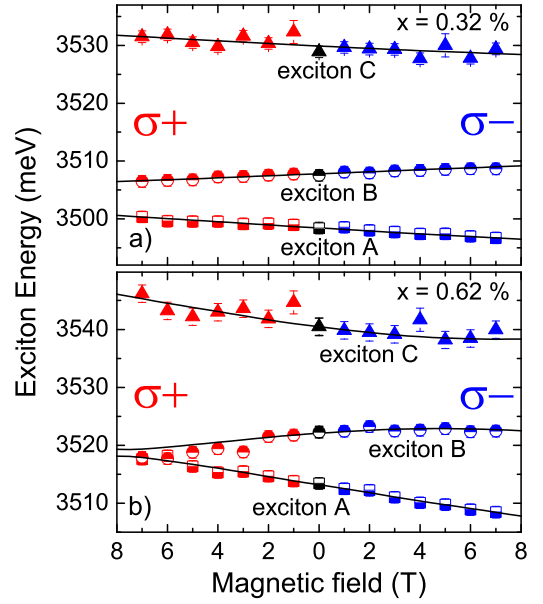 x = 0.32 %
3530
exciton C
3520
σ+
σ−
3510
exciton B
3500
exciton A
a)
Exciton Energy (meV)
x = 0.62 %
3540
exciton C
3530
σ+
σ−
3520
exciton B
3510
exciton A
b)
8 6 4 2 0 2 4 6 8
Magnetic field (T)